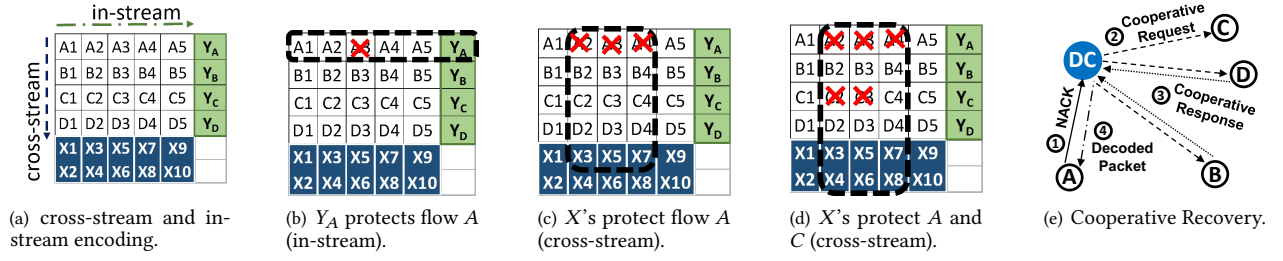 in-stream
cross-stream
A1 A2 A3 A4 A5 YA
B1 B2 B3 B4 B5 YB
C1 C2 C3 C4 C5 YC
D1 D2 D3 D4 D5 YD
X1 X3 X5 X7 X9
X2 X4 X6 X8 X10
(a) cross-stream and in-
stream encoding.
A1 A2 A3 A4 A5 YA
B1 B2 B3 B4 B5 YB
C1 C2 C3 C4 C5 YC
D1 D2 D3 D4 D5 YD
X1 X3 X5 X7 X9
X2 X4 X6 X8 X10
(b) YA protects flow A
(in-stream).
A1 A2 A3 A4 A5 YA
B1 B2 B3 B4 B5 YB
C1 C2 C3 C4 C5 YC
D1 D2 D3 D4 D5 YD
X1 X3 X5 X7 X9
X2 X4 X6 X8 X10
(c) X's protect flow A
(cross-stream).
A1 A2 A3 A4 A5 YA
B1 B2 B3 B4 B5 YB
C1 C2 C3 C4 C5 YC
D1 D2 D3 D4 D5 YD
X1 X3 X5 X7 X9
X2 X4 X6 X8 X10
(d) X's protect A and
C (cross-stream).
2 Cooperative
Request
C
DC
D
3 Cooperative
Response
1 NACK
4 Decoded
Packet
A
B
(e) Cooperative Recovery.